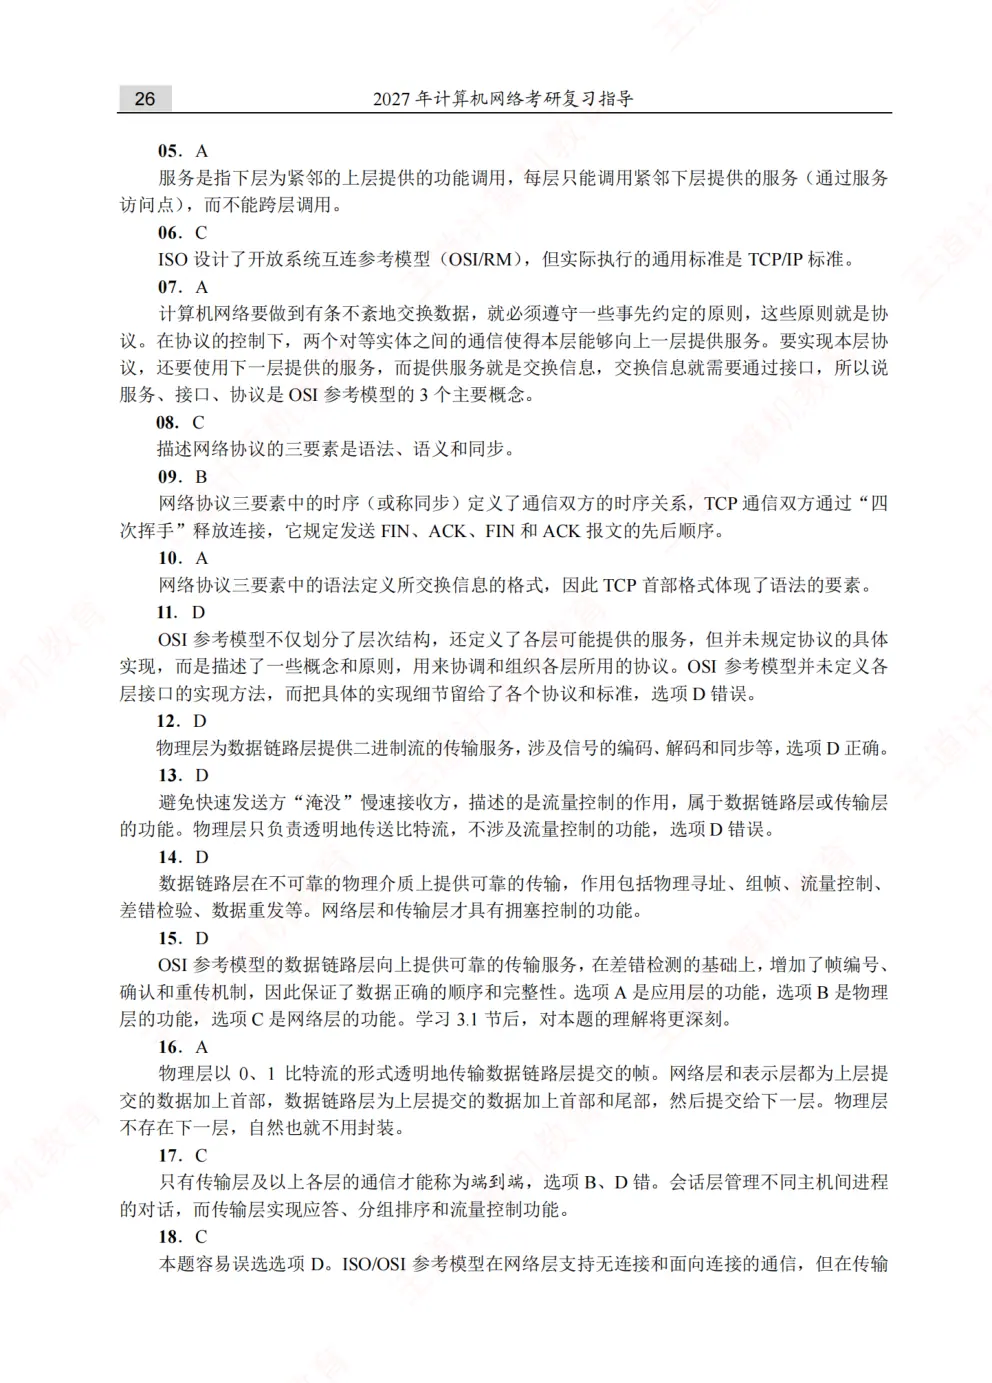 26
2027 年计算机网络考研复习指导
05. A
服务是指下层为紧邻的上层提供的功能调用，每层只能调用紧邻下层提供的服务（通过服务
访问点），而不能跨层调用。
06. C
ISO 设计了开放系统互连参考模型（OSI/RM），但实际执行的通用标准是 TCP/IP 标准。
07. A
计算机网络要做到有条不紊地交换数据，就必须遵守一些事先约定的原则，这些原则就是协
议。在协议的控制下，两个对等实体之间的通信使得本层能够向上一层提供服务。要实现本层协
议，还要使用下一层提供的服务，而提供服务就是交换信息，交换信息就需要通过接口，所以说
服务、接口、协议是 OSI 参考模型的 3 个主要概念。
08. C
描述网络协议的三要素是语法、语义和同步。
09. B
网络协议三要素中的时序（或称同步）定义了通信双方的时序关系，TCP 通信双方通过“四
次挥手”释放连接，它规定发送 FIN、ACK、FIN 和 ACK 报文的先后顺序。
10. A
网络协议三要素中的语法定义所交换信息的格式，因此 TCP 首部格式体现了语法的要素。
11. D
OSI 参考模型不仅划分了层次结构，还定义了各层可能提供的服务，但并未规定协议的具体
实现，而是描述了一些概念和原则，用来协调和组织各层所用的协议。OSI 参考模型并未定义各
层接口的实现方法，而把具体的实现细节留给了各个协议和标准，选项 D 错误。
12. D
物理层为数据链路层提供二进制流的传输服务，涉及信号的编码、解码和同步等，选项 D 正确。
13. D
避免快速发送方“淹没”慢速接收方，描述的是流量控制的作用，属于数据链路层或传输层
的功能。物理层只负责透明地传送比特流，不涉及流量控制的功能，选项 D 错误。
14. D
数据链路层在不可靠的物理介质上提供可靠的传输，作用包括物理寻址、组帧、流量控制、
差错检验、数据重发等。网络层和传输层才具有拥塞控制的功能。
15. D
OSI 参考模型的数据链路层向上提供可靠的传输服务，在差错检测的基础上，增加了帧编号、
确认和重传机制，因此保证了数据正确的顺序和完整性。选项 A 是应用层的功能，选项 B 是物理
层的功能，选项 C 是网络层的功能。学习 3.1 节后，对本题的理解将更深刻。
16. A
物理层以 0、1 比特流的形式透明地传输数据链路层提交的帧。网络层和表示层都为上层提
交的数据加上首部，数据链路层为上层提交的数据加上首部和尾部，然后提交给下一层。物理层
不存在下一层，自然也就不用封装。
17. C
只有传输层及以上各层的通信才能称为端到端，选项 B、D 错。会话层管理不同主机间进程
的对话，而传输层实现应答、分组排序和流量控制功能。
18. C
本题容易误选选项 D。ISO/OSI 参考模型在网络层支持无连接和面向连接的通信，但在传输